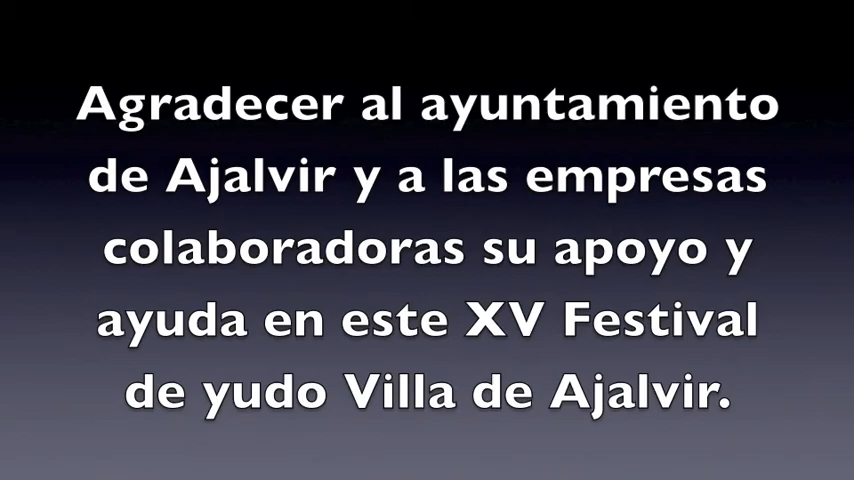 Agradecer al ayuntamiento
de Ajalvir y a las empresas
colaboradoras su apoyo y
ayuda en este XV Festival
de yudo Villa de Ajalvir.